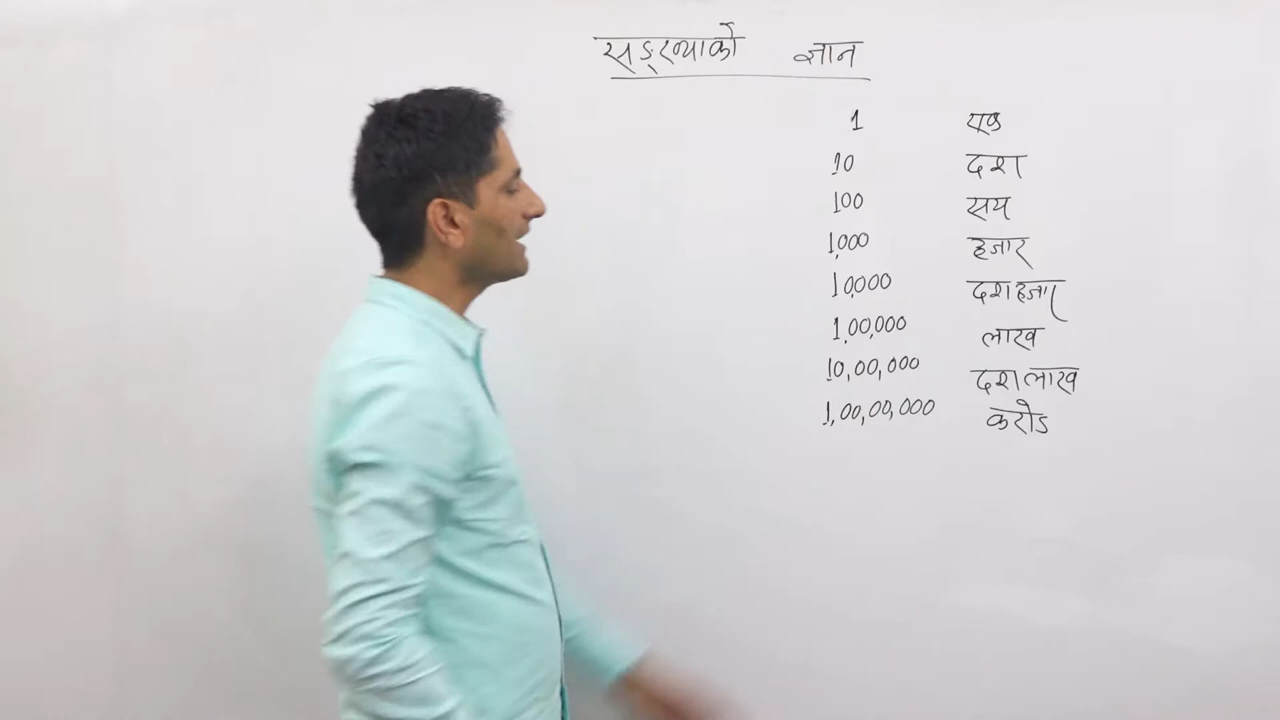 सङ्ख्याको ज्ञान
1 एक
10 दश
100 सय
1,000 हजार
10,000 दश हजार
1,00,000 लाख
10,00,000 दश लाख
1,00,00,000 करोड